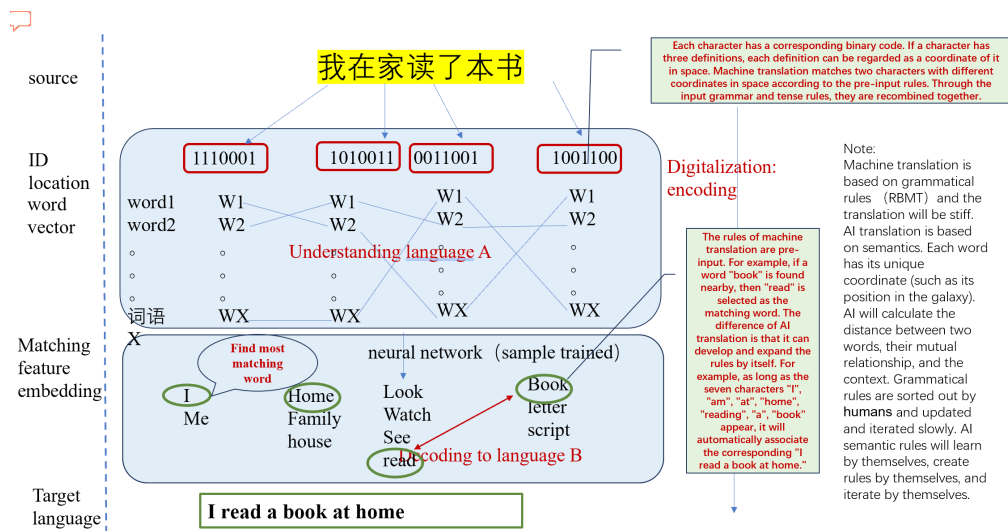 source
我在家读了本书
Each character has a corresponding binary code. If a character has
three definitions, each definition can be regarded as a coordinate of it
in space. Machine translation matches two characters with different
coordinates in space according to the pre-input rules. Through the
input grammar and tense rules, they are recombined together.
ID
location
word
vector
1110001
1010011
0011001
1001100
Digitalization:
encoding
word1
W1
W1
W1
W1
word2
W2
W2
W2
W2
Understanding language A
词语
X
WX
WX
WX
WX
Matching
feature
embedding
Find most
matching
word
neural network（sample trained）
I
Me
Home
Family
house
Look
Watch
See
read
Book
letter
script
Decoding to language B
The rules of machine
translation are pre-
input. For example, if a
word "book" is found
nearby, then "read" is
selected as the
matching word. The
difference of AI
translation is that it can
develop and expand the
rules by itself. For
example, as long as the
seven characters "I",
"am", "at", "home",
"reading", "a", "book"
appear, it will
automatically associate
the corresponding "I
read a book at home."
Note:
Machine translation is
based on grammatical
rules （RBMT）and the
translation will be stiff.
AI translation is based
on semantics. Each word
has its unique
coordinate (such as its
position in the galaxy).
AI will calculate the
distance between two
words, their mutual
relationship, and the
context. Grammatical
rules are sorted out by
humans and updated
and iterated slowly. AI
semantic rules will learn
by themselves, create
rules by themselves, and
iterate by themselves.
Target
language
I read a book at home